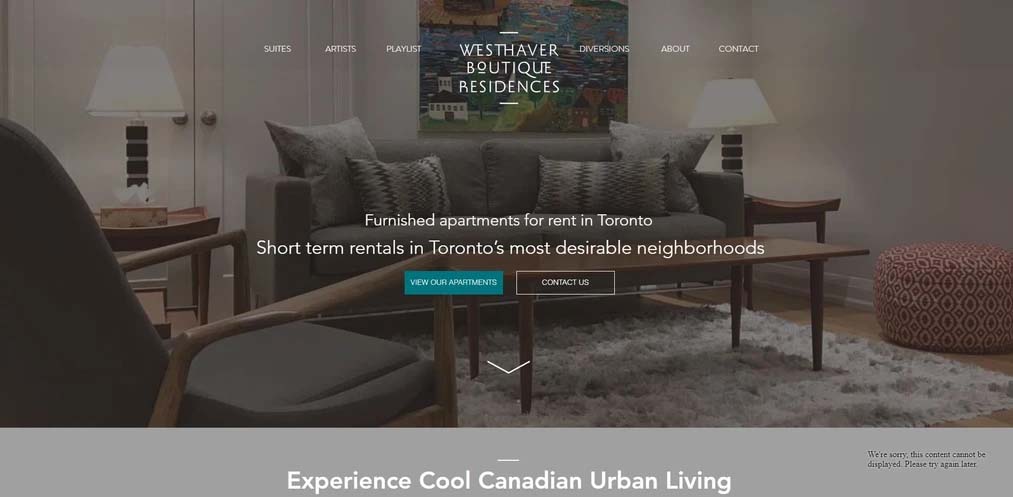 SUITES ARTISTS PLAYLIST
WESTHAVER
BOUTIQUE
RESIDENCES
DIVERSIONS ABOUT CONTACT
Furnished apartments for rent in Toronto
Short term rentals in Toronto’s most desirable neighborhoods
VIEW OUR APARTMENTS CONTACT US
We're sorry, this content cannot be
displayed. Please try again later.
Experience Cool Canadian Urban Living